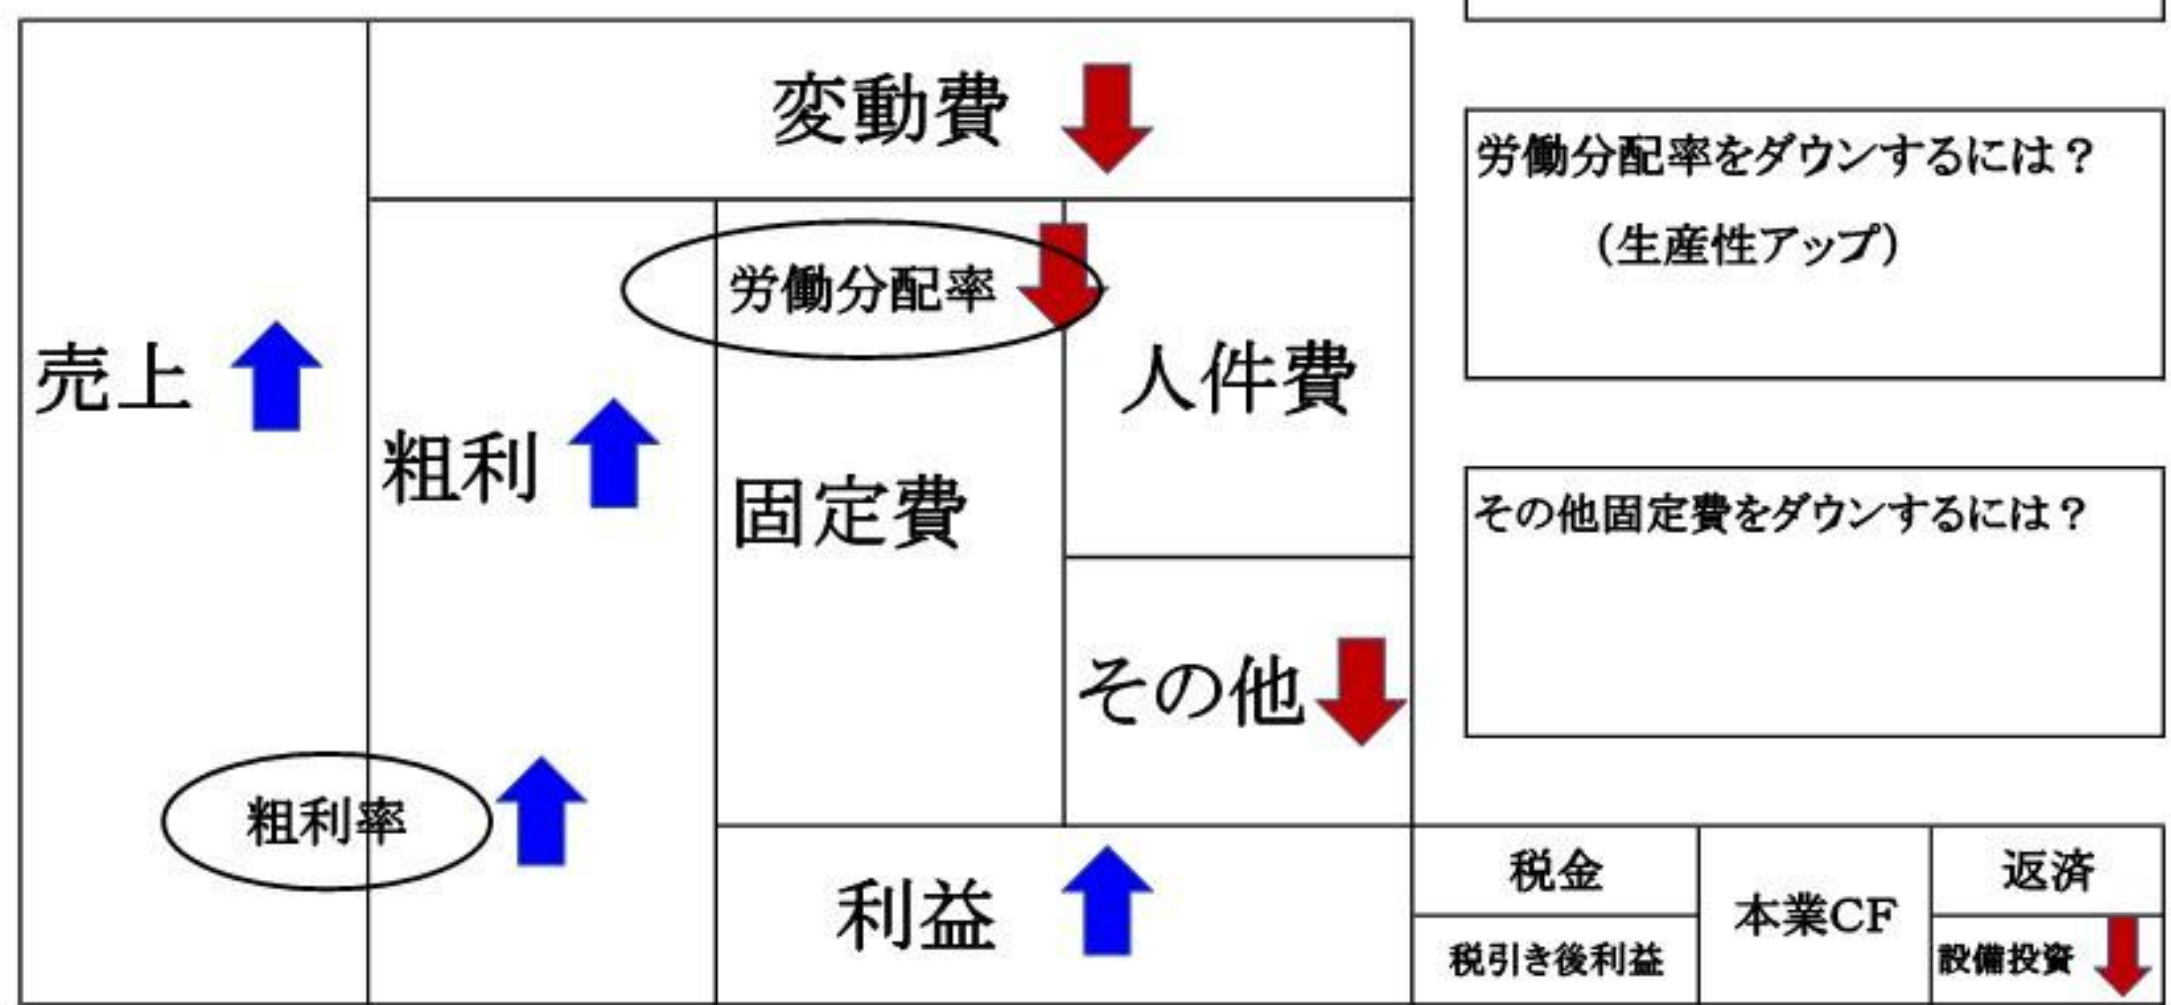 変動費
労働分配率をダウンするには？
（生産性アップ）
労働分配率
売上
人件費
粗利
固定費
その他固定費をダウンするには？
その他
粗利率
利益
税金
本業CF
返済
税引き後利益
設備投資